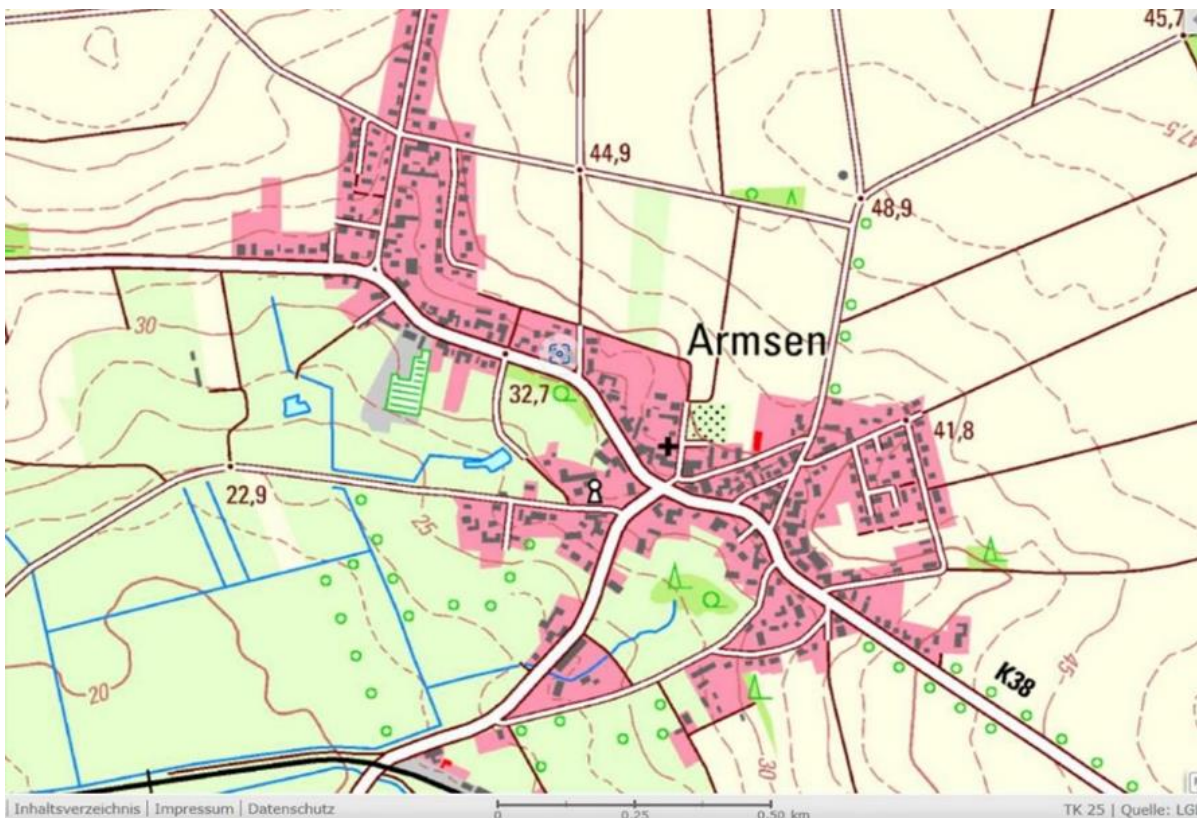 45,7
47,5
44,9
48,9
Armsen
30
32,7
41,8
22,9
25
K38
45
20
30
Inhaltsverzeichnis | Impressum | Datenschutz
0 0,25 0,50 km
TK 25 | Quelle: